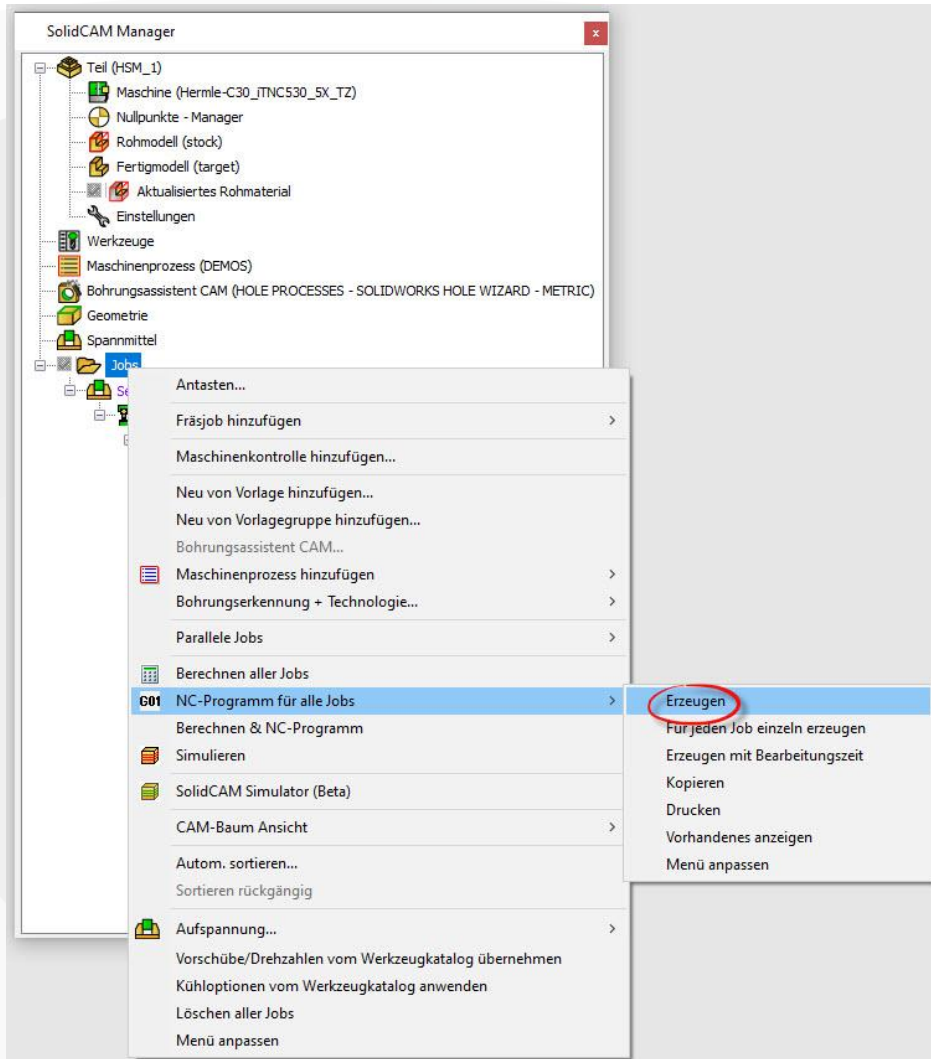 SolidCAM Manager
x
Teil (HSM_1)
Maschine (Hermle-C30_iTNC530_5X_TZ)
Nullpunkte - Manager
Rohmodell (stock)
Fertigmodell (target)
Aktualisiertes Rohmaterial
Einstellungen
Werkzeuge
Maschinenprozess (DEMOS)
Bohrungsassistent CAM (HOLE PROCESSES - SOLIDWORKS HOLE WIZARD - METRIC)
Geometrie
Spannmittel
Jobs
Se
Antasten...
Fräsjob hinzufügen
Maschinenkontrolle hinzufügen...
Neu von Vorlage hinzufügen...
Neu von Vorlagegruppe hinzufügen...
Bohrungsassistent CAM...
Maschinenprozess hinzufügen
Bohrungserkennung + Technologie...
Parallele Jobs
Berechnen aller Jobs
G01 NC-Programm für alle Jobs
Berechnen & NC-Programm
Simulieren
SolidCAM Simulator (Beta)
CAM-Baum Ansicht
Autom. sortieren...
Sortieren rückgängig
Aufspannung...
Vorschübe/Drehzahlen vom Werkzeugkatalog übernehmen
Kühloptionen vom Werkzeugkatalog anwenden
Löschen aller Jobs
Menü anpassen
Erzeugen
Für jeden Job einzeln erzeugen
Erzeugen mit Bearbeitungszeit
Kopieren
Drucken
Vorhandenes anzeigen
Menü anpassen